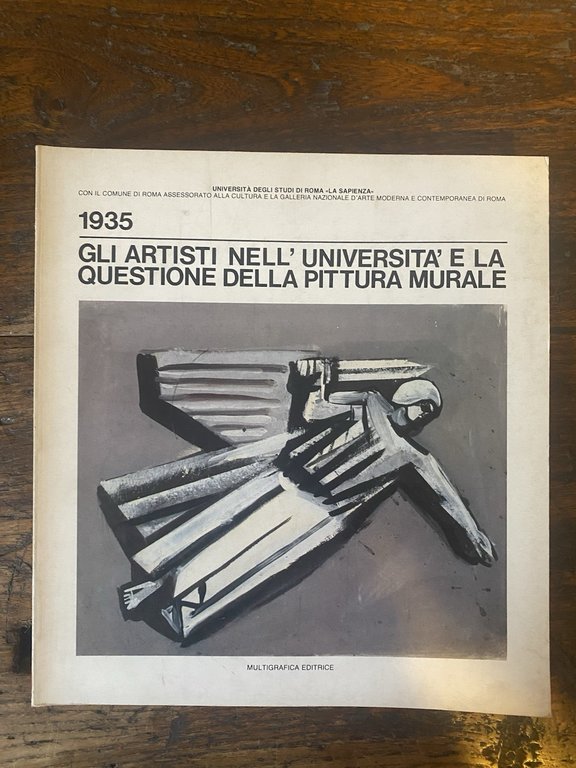 UNIVERSITÀ DEGLI STUDI DI ROMA «LA SAPIENZA»
CON IL COMUNE DI ROMA ASSESSORATO ALLA CULTURA E LA GALLERIA NAZIONALE D'ARTE MODERNA E CONTEMPORANEA DI ROMA
1935
GLI ARTISTI NELL' UNIVERSITA' E LA
QUESTIONE DELLA PITTURA MURALE
MULTIGRAFICA EDITRICE